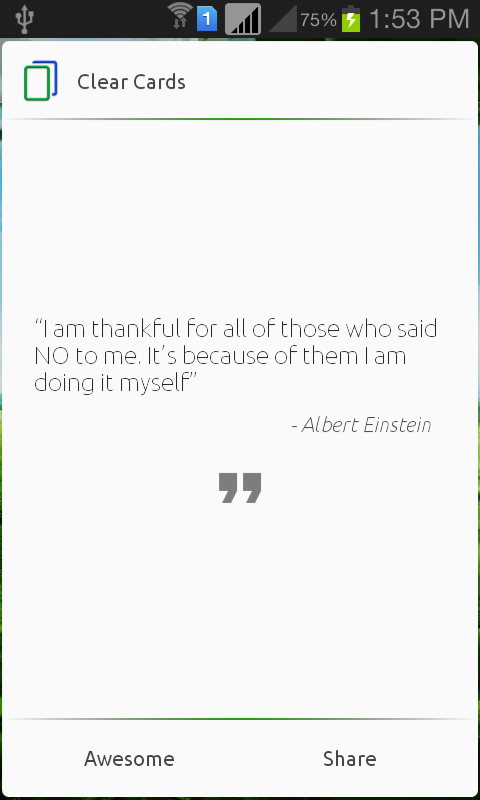 1
75%
1:53 PM
Clear Cards
“I am thankful for all of those who said
NO to me. It’s because of them I am
doing it myself”
- Albert Einstein
”
Awesome
Share